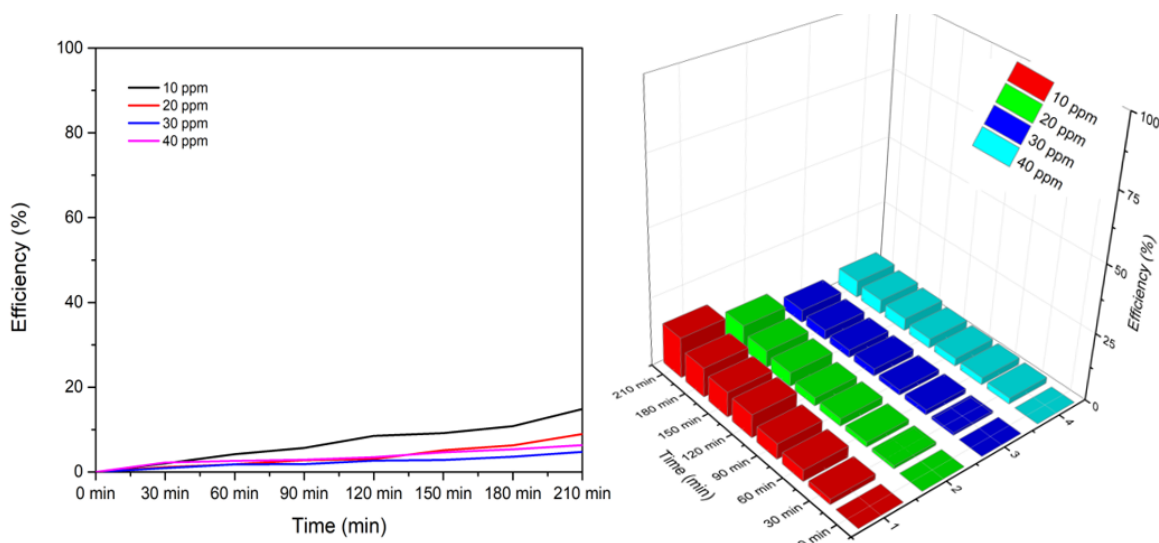 100
80
60
40
20
0
Efficiency (%)
10 ppm
20 ppm
30 ppm
40 ppm
0 min 30 min 60 min 90 min 120 min 150 min 180 min 210 min
Time (min)
10 ppm
20 ppm
30 ppm
40 ppm
100
75
50
25
0
Efficiency (%)
210 min
180 min
150 min
120 min
90 min
60 min
30 min
min
Time (min)
1
2
3
4